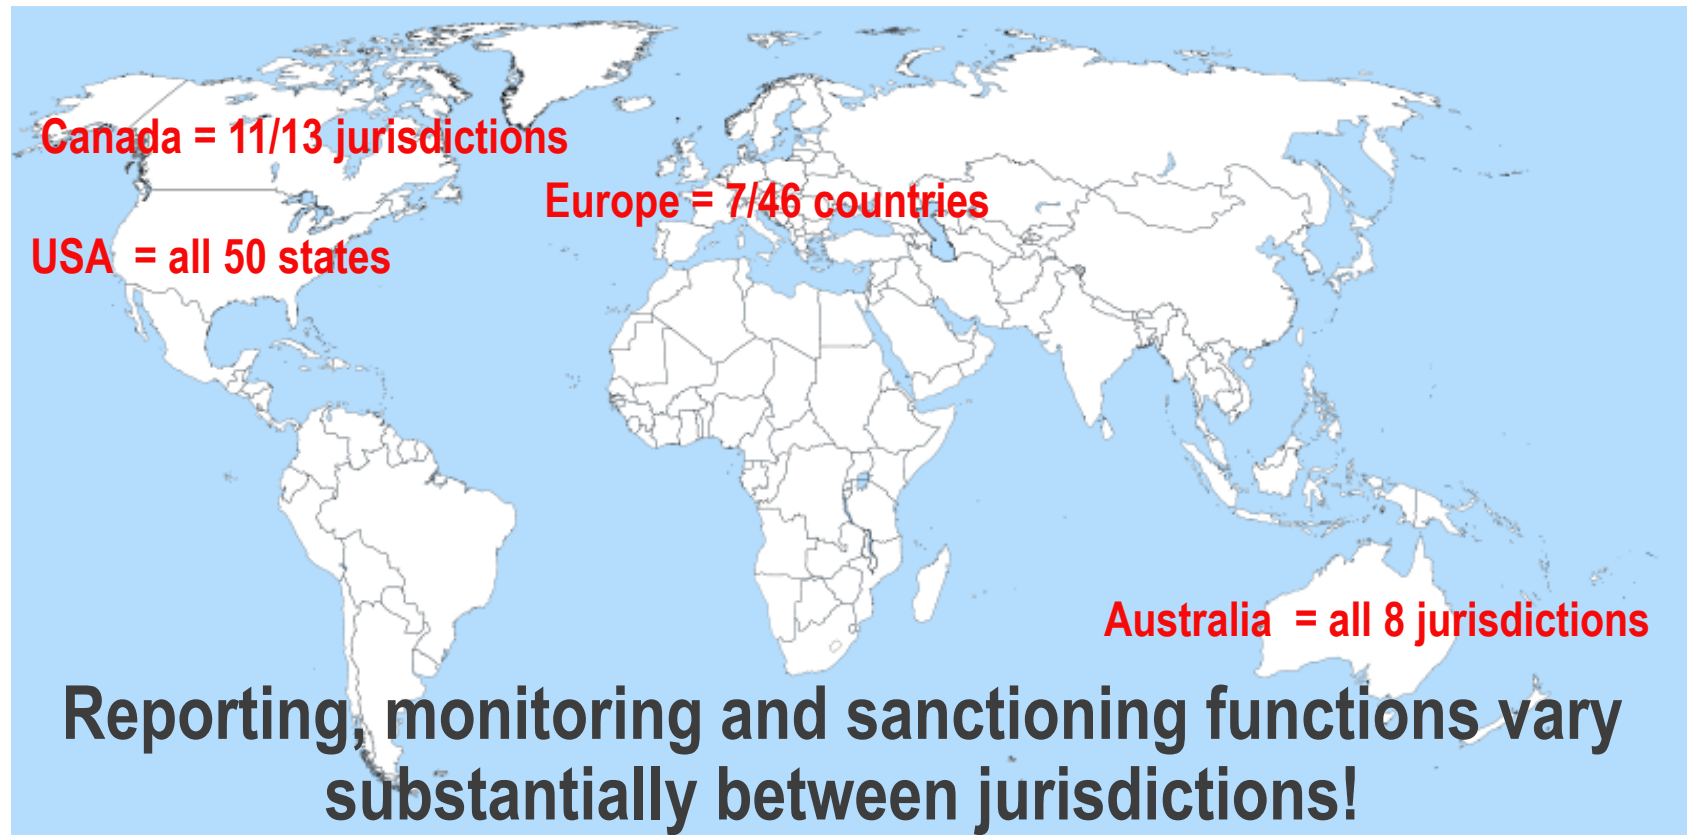 Canada = 11/13 jurisdictions
Europe = 7/46 countries
USA = all 50 states
Australia = all 8 jurisdictions
Reporting, monitoring and sanctioning functions vary
substantially between jurisdictions!